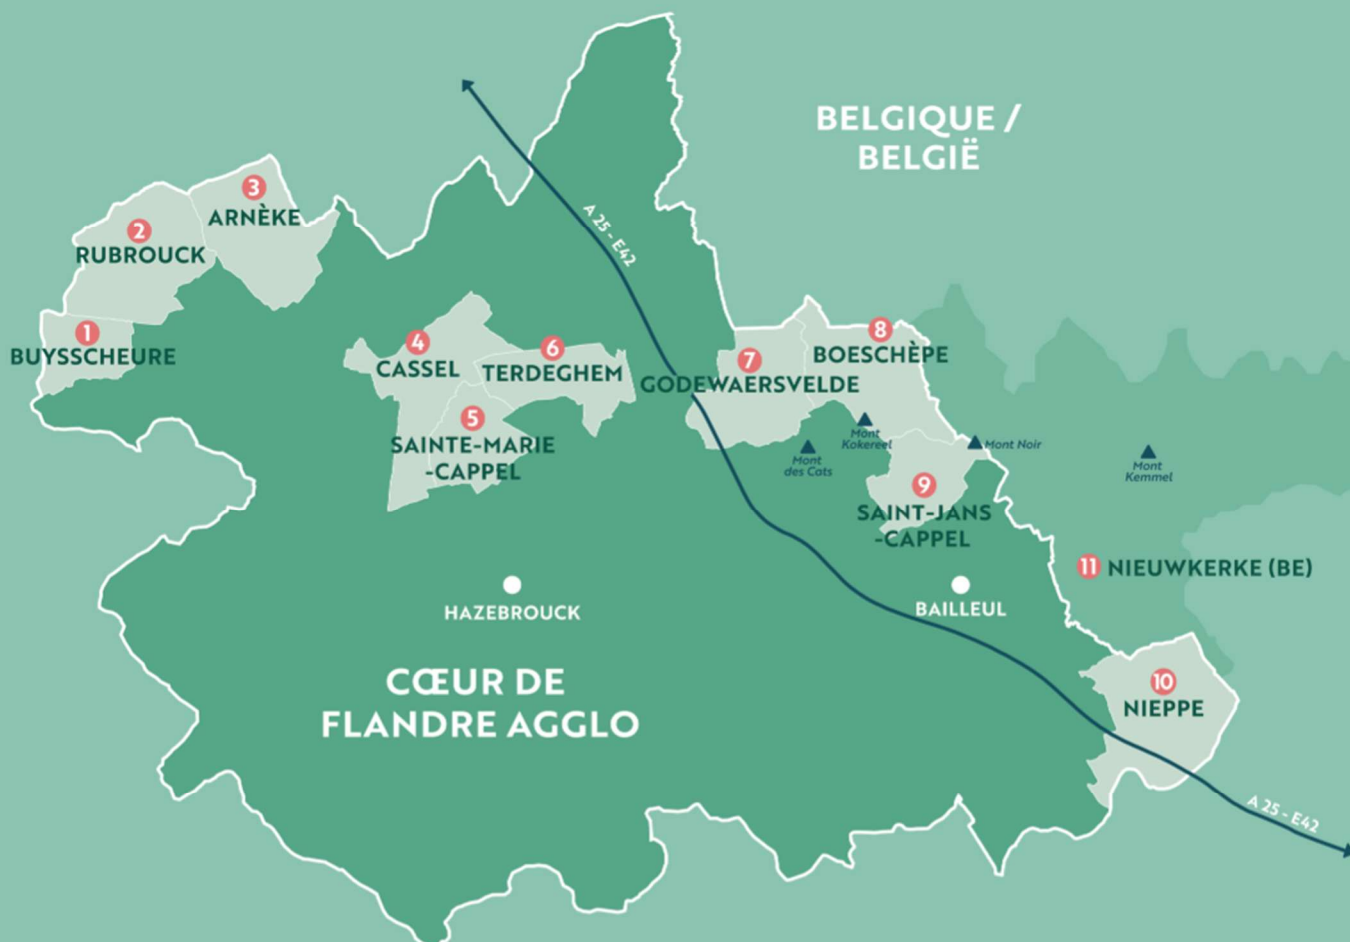 BELGIQUE /
BELGIË
A 25 - E42
3
ARNÈKE
2
RUBROUCK
1
BUYSSCHEURE
4
CASSEL
6
TERDEGHEM
5
SAINTE-MARIE
-CAPPEL
7
GODEWAERSVELDE
8
BOESCHÈPE
Mont
Kokereel
Mont
des Cats
Mont Noir
Mont
Kemmel
9
SAINT-JANS
-CAPPEL
11 NIEUWKERKE (BE)
HAZEBROUCK
BAILLEUL
CŒUR DE
FLANDRE AGGLO
10
NIEPPE
A 25 - E42